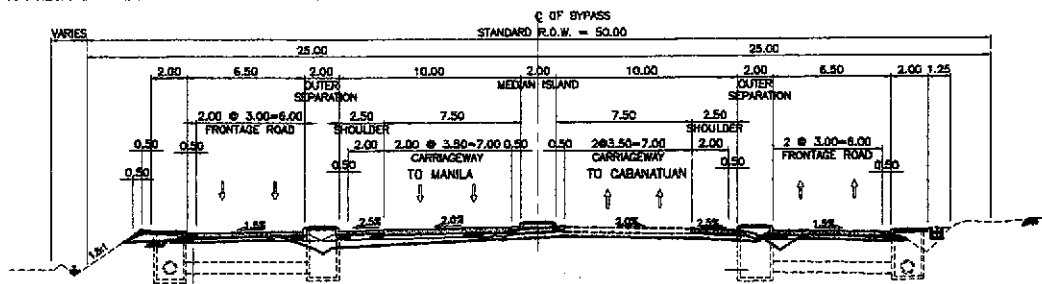 ℄ OF BYPASS
VARIES
STANDARD R.O.W. = 50.00
25.00 25.00
2.00 6.50 2.00 10.00 2.00 10.00 2.00 6.50 2.00 1.25
OUTER SEPARATION
MEDIAN ISLAND
OUTER SEPARATION
2.00 @ 3.00=6.00 2.50 7.50 7.50 2.50
FRONTAGE ROAD SHOULDER SHOULDER
0.50 0.50 2.00 2.00 @ 3.50=7.00 0.50 0.50 2@3.50=7.00 2.00 2 @ 3.00=6.00
CARRIAGEWAY CARRIAGEWAY FRONTAGE ROAD
0.50 0.50 0.50 0.50
TO MANILA TO CABANATUAN
1.5% 2.5% 2.0% 2.0% 2.5% 1.5%